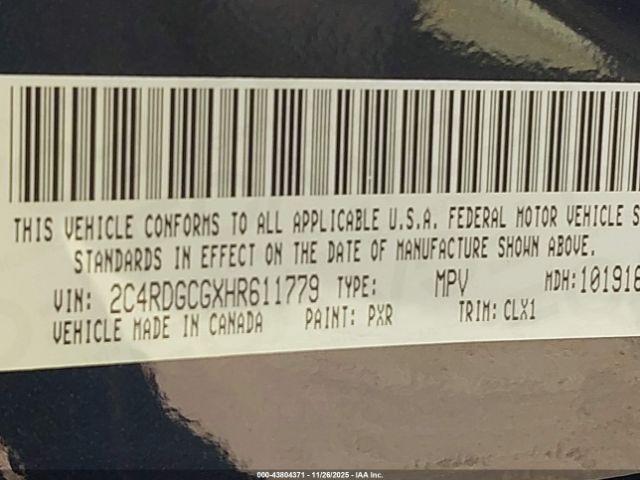 THIS VEHICLE CONFORMS TO ALL APPLICABLE U.S.A. FEDERAL MOTOR VEHICLE S
STANDARDS IN EFFECT ON THE DATE OF MANUFACTURE SHOWN ABOVE.
VIN: 2C4RDGCGXHR611779 TYPE: MPV MDH: 101916
VEHICLE MADE IN CANADA PAINT: PXR TRIM: CLX1
000-43804371 - 11/26/2025 - IAA Inc.